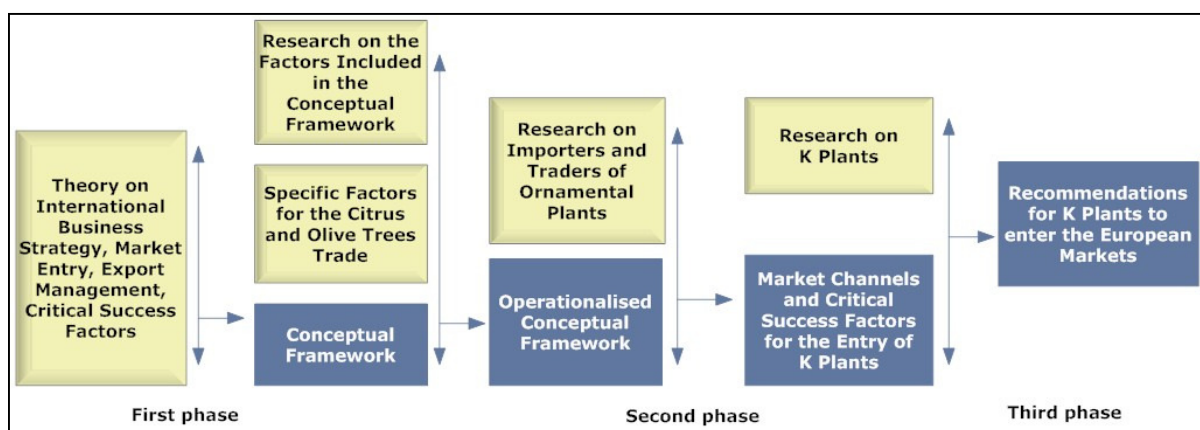 Theory on
International
Business
Strategy, Market
Entry, Export
Management,
Critical Success
Factors
Research on the
Factors Included
in the
Conceptual
Framework
Specific Factors
for the Citrus
and Olive Trees
Trade
Conceptual
Framework
Research on
Importers and
Traders of
Ornamental
Plants
Operationalised
Conceptual
Framework
Research on
K Plants
Market Channels
and Critical
Success Factors
for the Entry of
K Plants
Recommendations
for K Plants to
enter the European
Markets
First phase
Second phase
Third phase